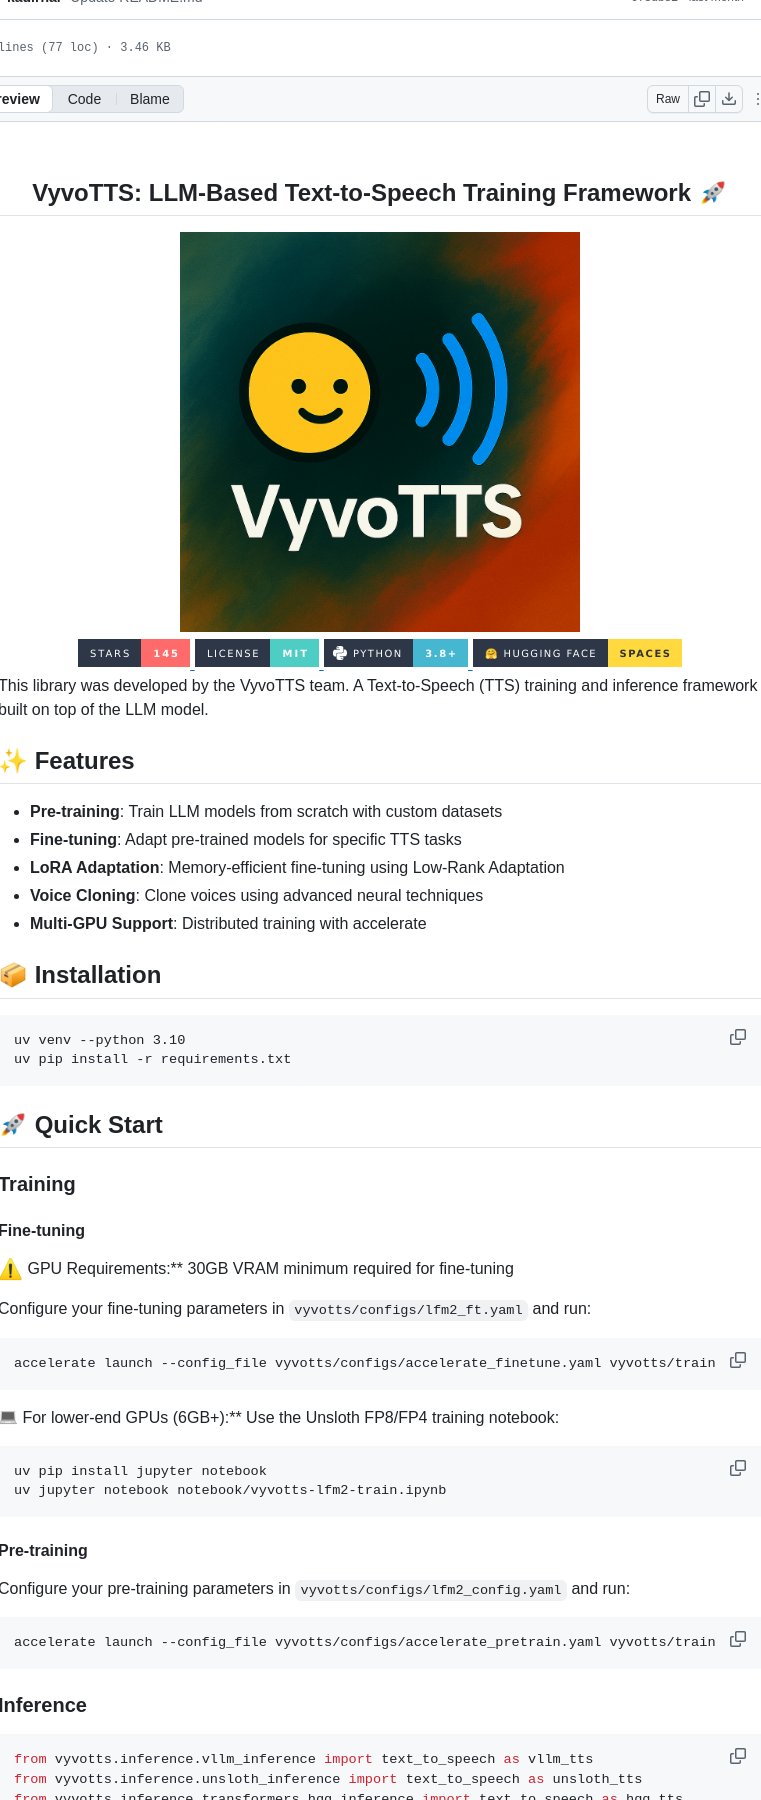 lines (77 loc) · 3.46 KB
Preview Code Blame Raw
VyvoTTS: LLM-Based Text-to-Speech Training Framework 🚀
VyvoTTS
STARS 145 LICENSE MIT PYTHON 3.8+ 🤗 HUGGING FACE SPACES
This library was developed by the VyvoTTS team. A Text-to-Speech (TTS) training and inference framework
built on top of the LLM model.
✨ Features
• Pre-training: Train LLM models from scratch with custom datasets
• Fine-tuning: Adapt pre-trained models for specific TTS tasks
• LoRA Adaptation: Memory-efficient fine-tuning using Low-Rank Adaptation
• Voice Cloning: Clone voices using advanced neural techniques
• Multi-GPU Support: Distributed training with accelerate
📦 Installation
uv venv --python 3.10
uv pip install -r requirements.txt
🚀 Quick Start
Training
Fine-tuning
⚠️ GPU Requirements:** 30GB VRAM minimum required for fine-tuning
Configure your fine-tuning parameters in vyvotts/configs/lfm2_ft.yaml and run:
accelerate launch --config_file vyvotts/configs/accelerate_finetune.yaml vyvotts/train
💻 For lower-end GPUs (6GB+):** Use the Unsloth FP8/FP4 training notebook:
uv pip install jupyter notebook
uv jupyter notebook notebook/vyvotts-lfm2-train.ipynb
Pre-training
Configure your pre-training parameters in vyvotts/configs/lfm2_config.yaml and run:
accelerate launch --config_file vyvotts/configs/accelerate_pretrain.yaml vyvotts/train
Inference
from vyvotts.inference.vllm_inference import text_to_speech as vllm_tts
from vyvotts.inference.unsloth_inference import text_to_speech as unsloth_tts
from vyvotts.inference.transformers_hqq_inference import text_to_speech as hqq_tts